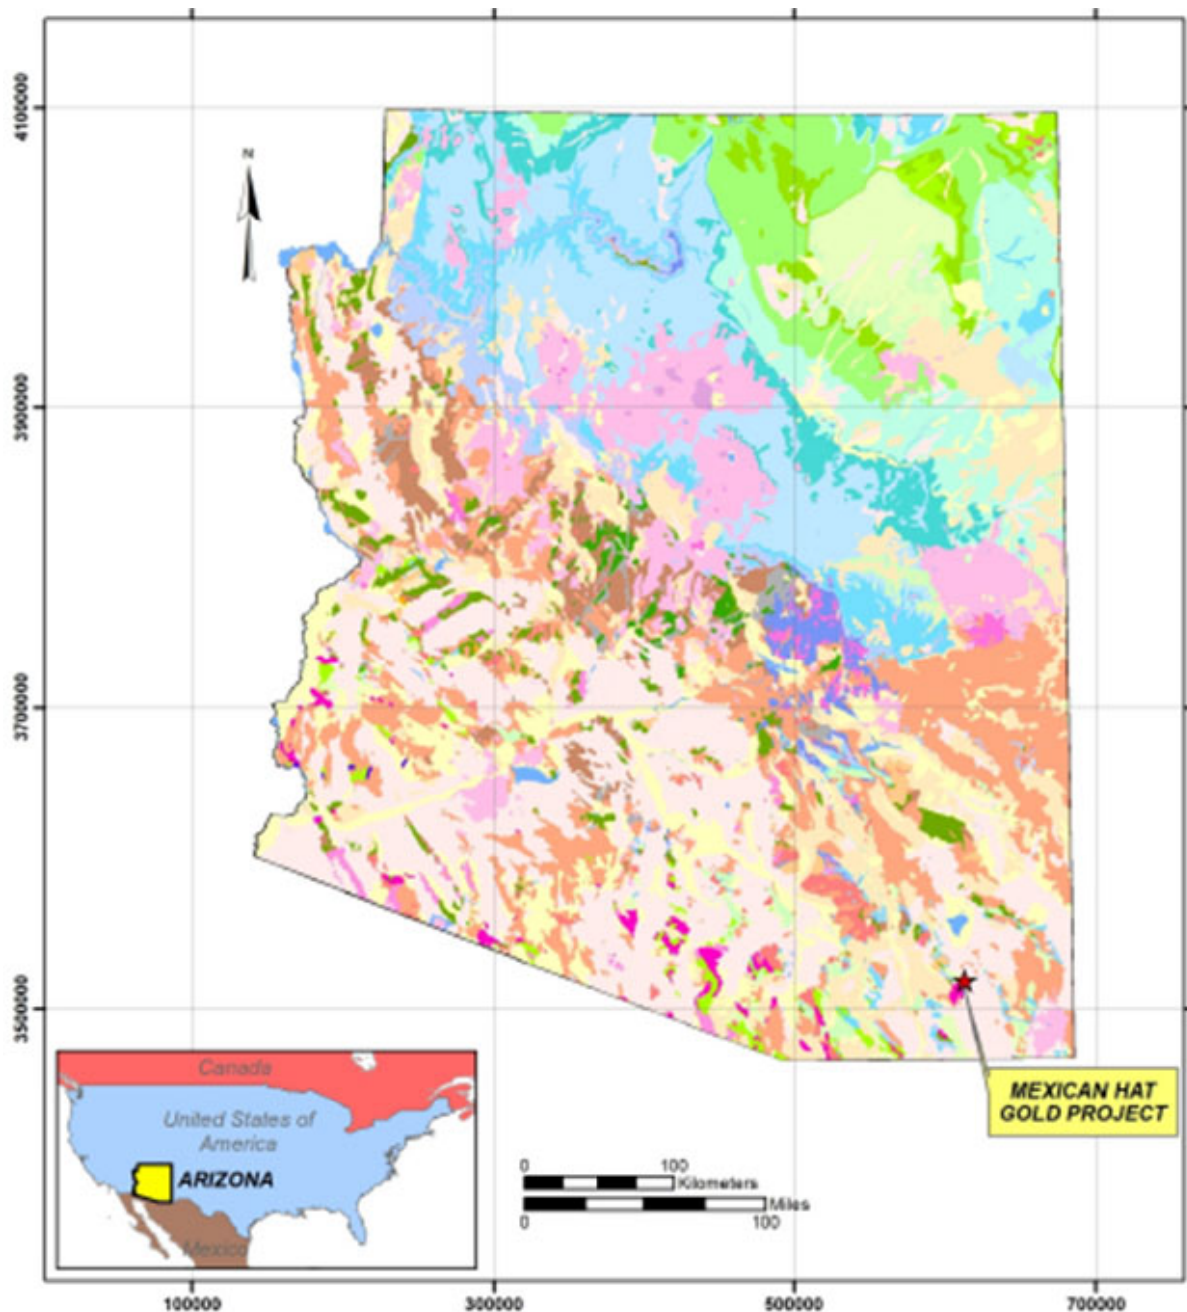 4100000
N
3900000
3700000
3500000
MEXICAN HAT
GOLD PROJECT
Canada
United States of
America
ARIZONA
Mexico
0 100
Kilometers
Miles
0 100
100000 300000 500000 700000